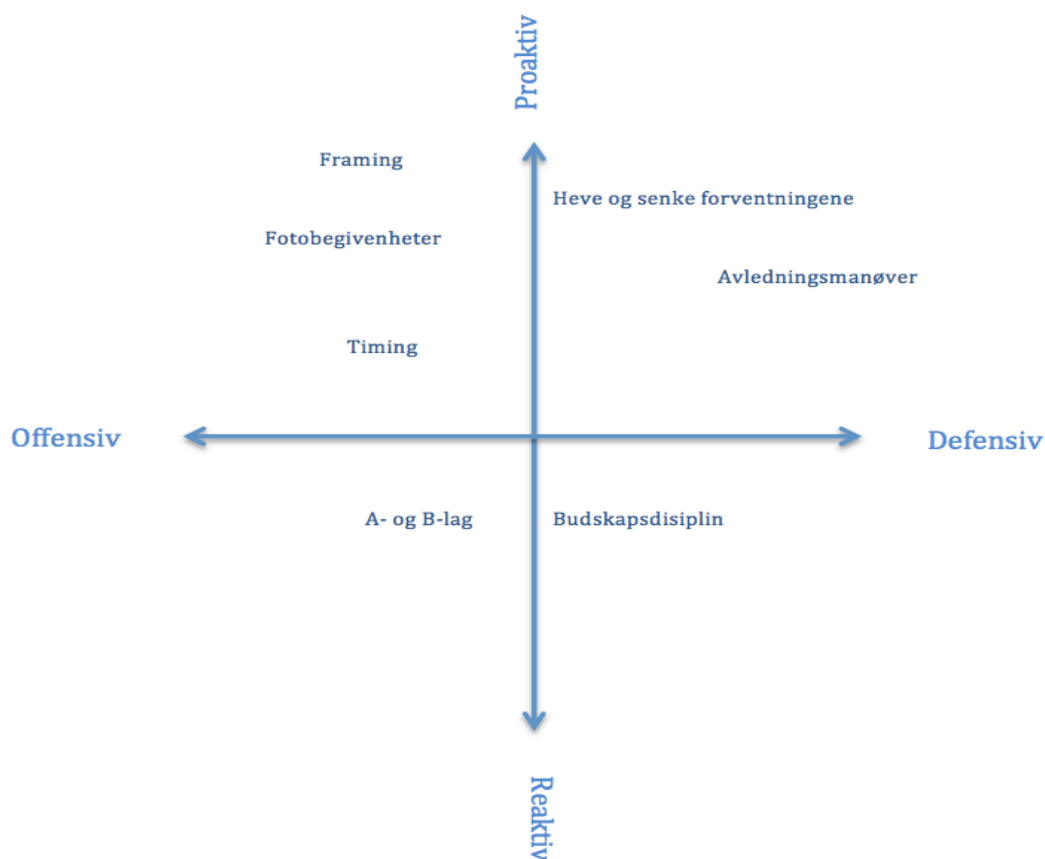 Proaktiv
Framing
Heve og senke forventningene
Fotobegivenheter
Avledningsmanøver
Timing
Offensiv
Defensiv
A- og B-lag
Budskapsdisiplin
Reaktiv